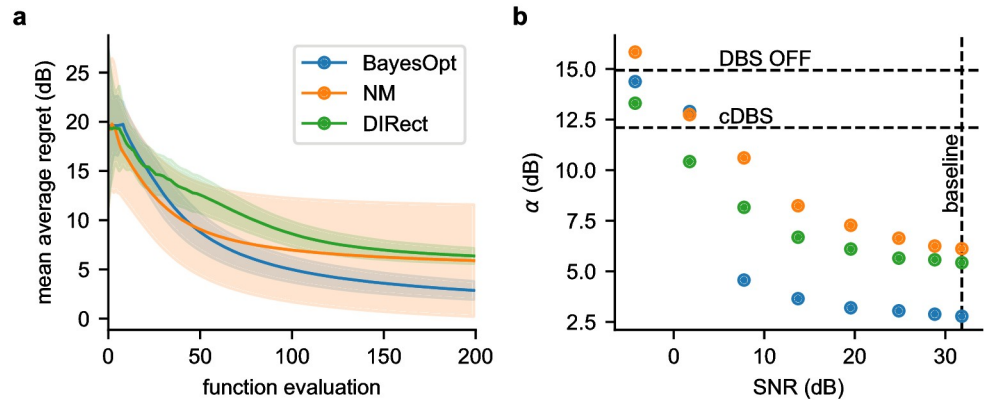 a
mean average regret (dB)
25
20
15
10
5
0
0 50 100 150 200
function evaluation
BayesOpt
NM
DIRect
b
α (dB)
15.0
12.5
10.0
7.5
5.0
2.5
0 10 20 30
SNR (dB)
DBS OFF
cDBS
baseline